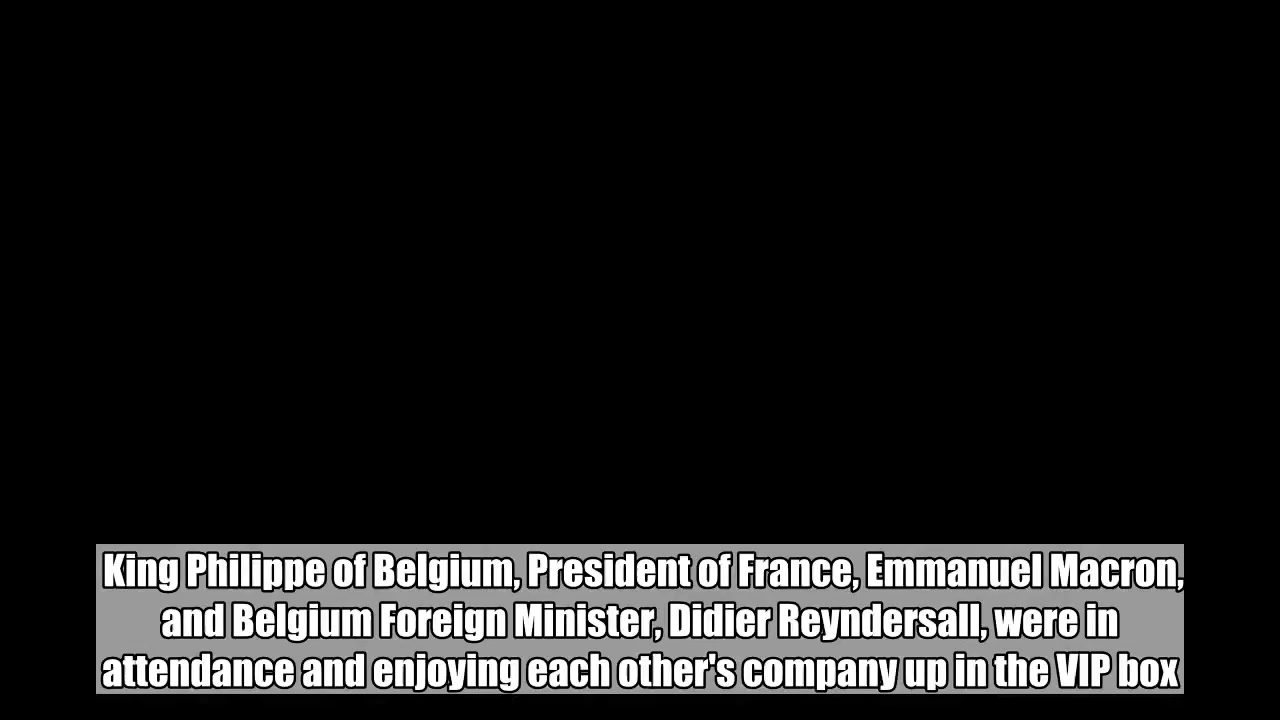 King Philippe of Belgium, President of France, Emmanuel Macron,
and Belgium Foreign Minister, Didier Reyndersall, were in
attendance and enjoying each other's company up in the VIP box